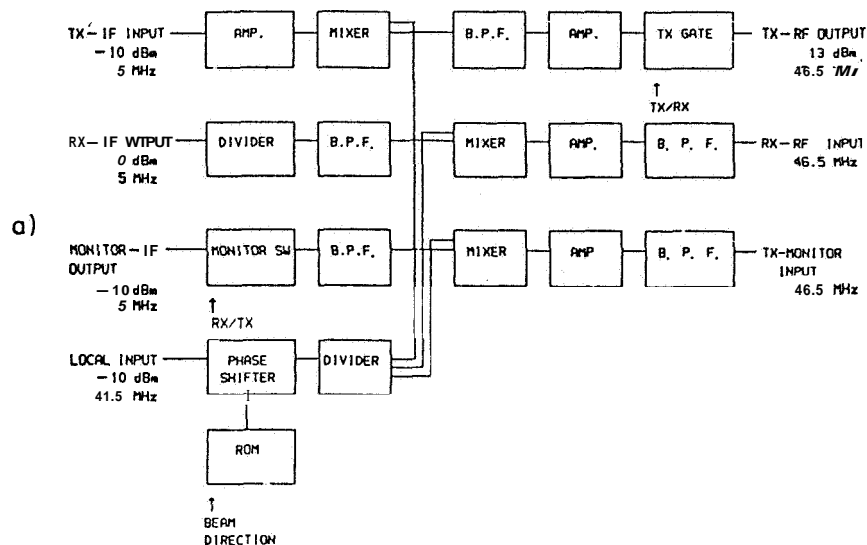 TX-IF INPUT
-10 dBm
5 MHz
AMP.
MIXER
B.P.F.
AMP.
TX GATE
TX-RF OUTPUT
13 dBm
46.5
↑
TX/RX
RX-IF WTPUT
0 dBm
5 MHz
DIVIDER
B.P.F.
MIXER
AMP.
B. P. F.
RX-RF INPUT
46.5 MHz
a)
MONITOR-IF
OUTPUT
-10 dBm
5 MHz
MONITOR SW
B.P.F.
MIXER
AMP
B. P. F.
TX-MONITOR
INPUT
46.5 MHz
↑
RX/TX
LOCAL INPUT
-10 dBm
41.5 MHz
PHASE
SHIFTER
DIVIDER
ROM
↑
BEAM
DIRECTION